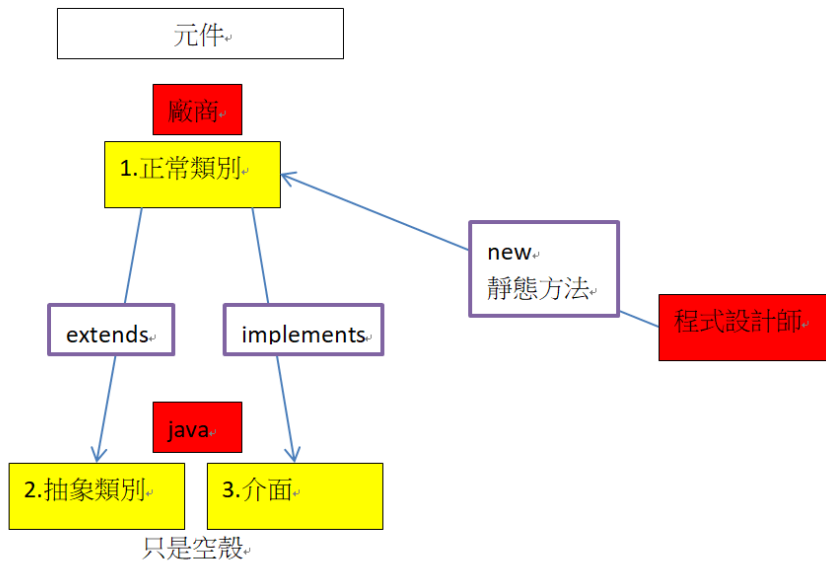 元件
廠商
1.正常類別
new
靜態方法
程式設計師
extends
implements
java
2.抽象類別
3.介面
只是空殼